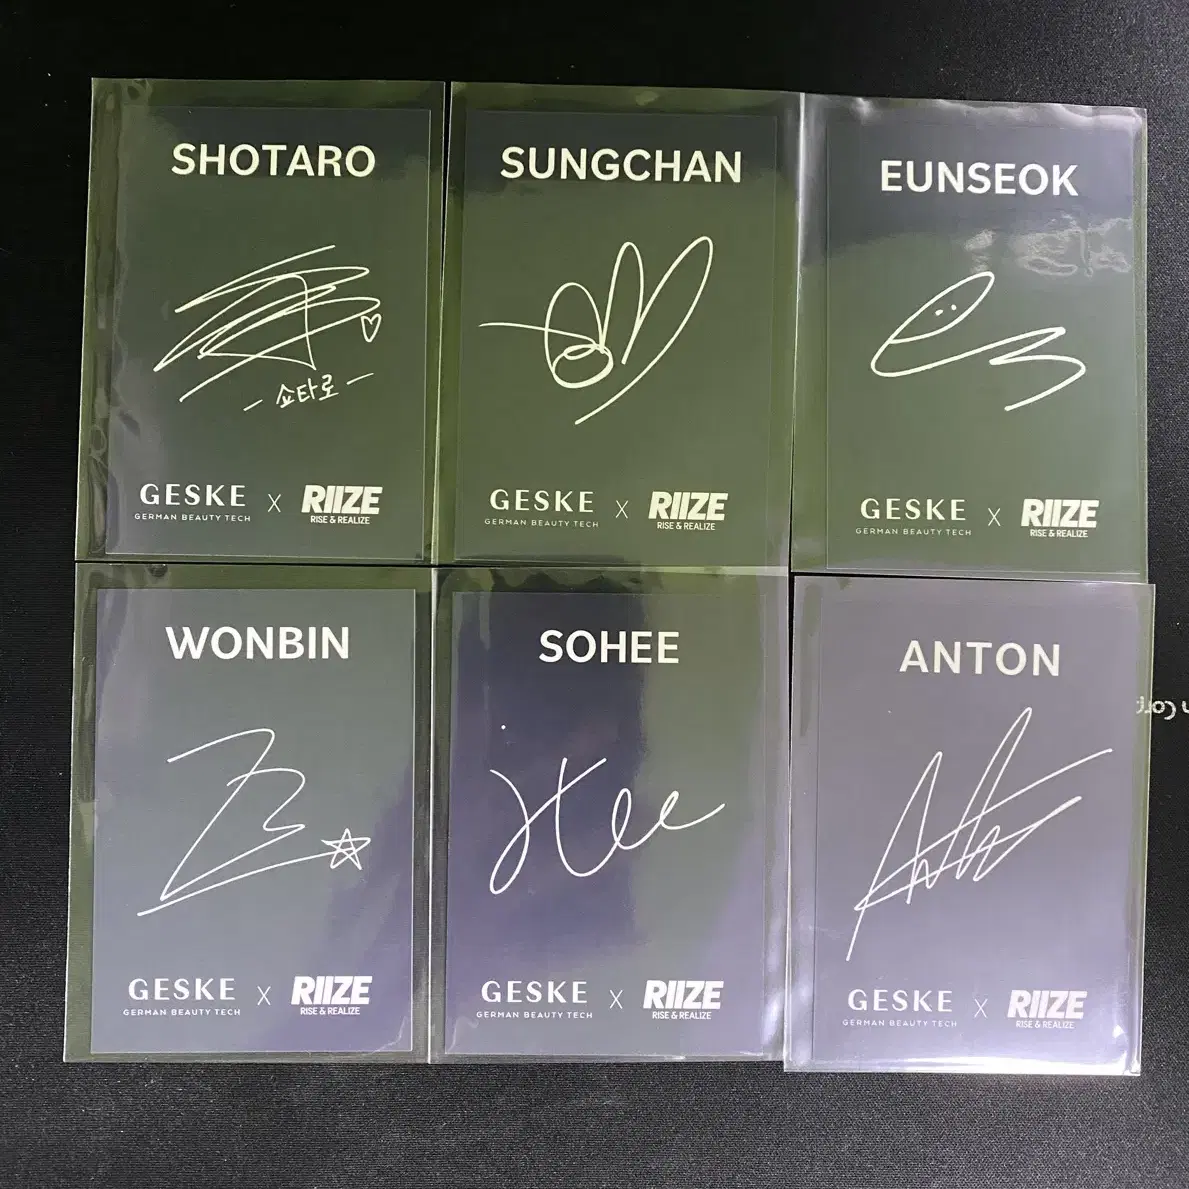 SHOTARO
쇼타로
GESKE X RIIZE
GERMAN BEAUTY TECH RISE & REALIZE
SUNGCHAN
GESKE X RIIZE
GERMAN BEAUTY TECH RISE & REALIZE
EUNSEOK
GESKE X RIIZE
GERMAN BEAUTY TECH RISE & REALIZE
WONBIN
GESKE X RIIZE
GERMAN BEAUTY TECH RISE & REALIZE
SOHEE
GESKE X RIIZE
GERMAN BEAUTY TECH RISE & REALIZE
ANTON
GESKE X RIIZE
GERMAN BEAUTY TECH RISE & REALIZE